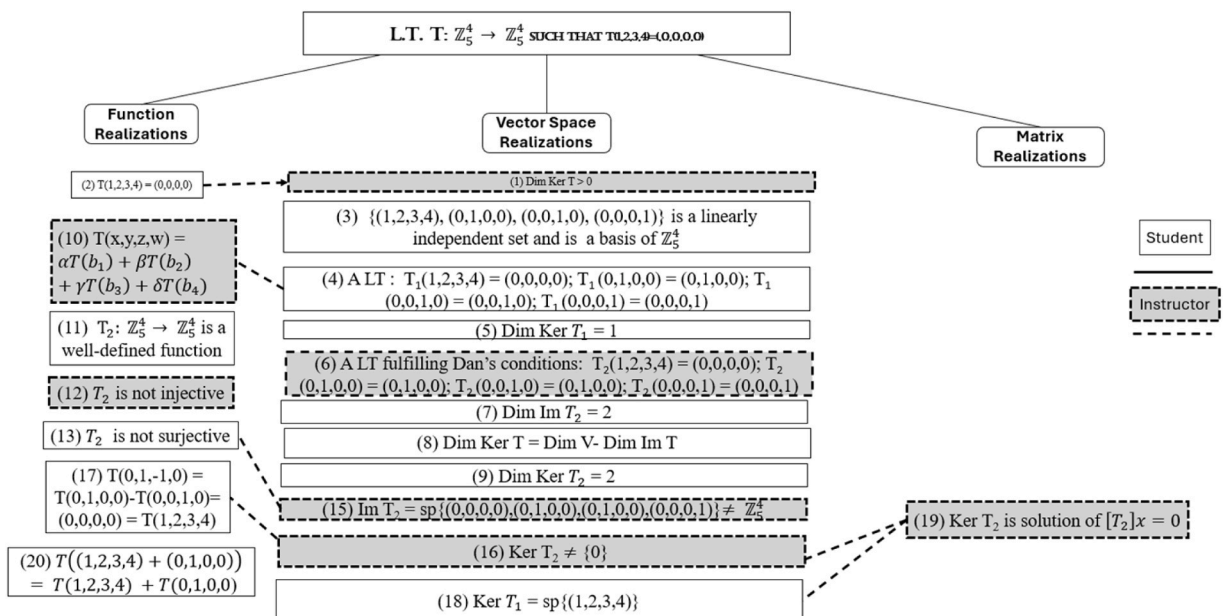 L.T. T: ℤ₅⁴ → ℤ₅⁴ SUCH THAT T(1,2,3,4)=(0,0,0,0)
Function
Realizations
Vector Space
Realizations
Matrix
Realizations
(2) T(1,2,3,4) = (0,0,0,0)
(1) Dim Ker T > 0
(3) {(1,2,3,4), (0,1,0,0), (0,0,1,0), (0,0,0,1)} is a linearly
independent set and is a basis of ℤ₅⁴
(10) T(x,y,z,w) =
αT(b₁) + βT(b₂)
+ γT(b₃) + δT(b₄)
(4) A LT : T₁(1,2,3,4) = (0,0,0,0); T₁ (0,1,0,0) = (0,1,0,0); T₁
(0,0,1,0) = (0,0,1,0); T₁ (0,0,0,1) = (0,0,0,1)
(5) Dim Ker T₁ = 1
(11) T₂: ℤ₅⁴ → ℤ₅⁴ is a
well-defined function
(6) A LT fulfilling Dan's conditions: T₂(1,2,3,4) = (0,0,0,0); T₂
(0,1,0,0) = (0,1,0,0); T₂ (0,0,1,0) = (0,1,0,0); T₂ (0,0,0,1) = (0,0,0,1)
(12) T₂ is not injective
(7) Dim Im T₂ = 2
(13) T₂ is not surjective
(8) Dim Ker T = Dim V- Dim Im T
(9) Dim Ker T₂ = 2
(17) T(0,1,-1,0) =
T(0,1,0,0)-T(0,0,1,0)=
(0,0,0,0) = T(1,2,3,4)
(15) Im T₂ = sp{(0,0,0,0),(0,1,0,0),(0,1,0,0),(0,0,0,1)}≠ ℤ₅⁴
(16) Ker T₂ ≠ {0}
(19) Ker T₂ is solution of [T₂]x = 0
(20) T((1,2,3,4) + (0,1,0,0))
= T(1,2,3,4) + T(0,1,0,0)
(18) Ker T₁ = sp{(1,2,3,4)}
Student
Instructor